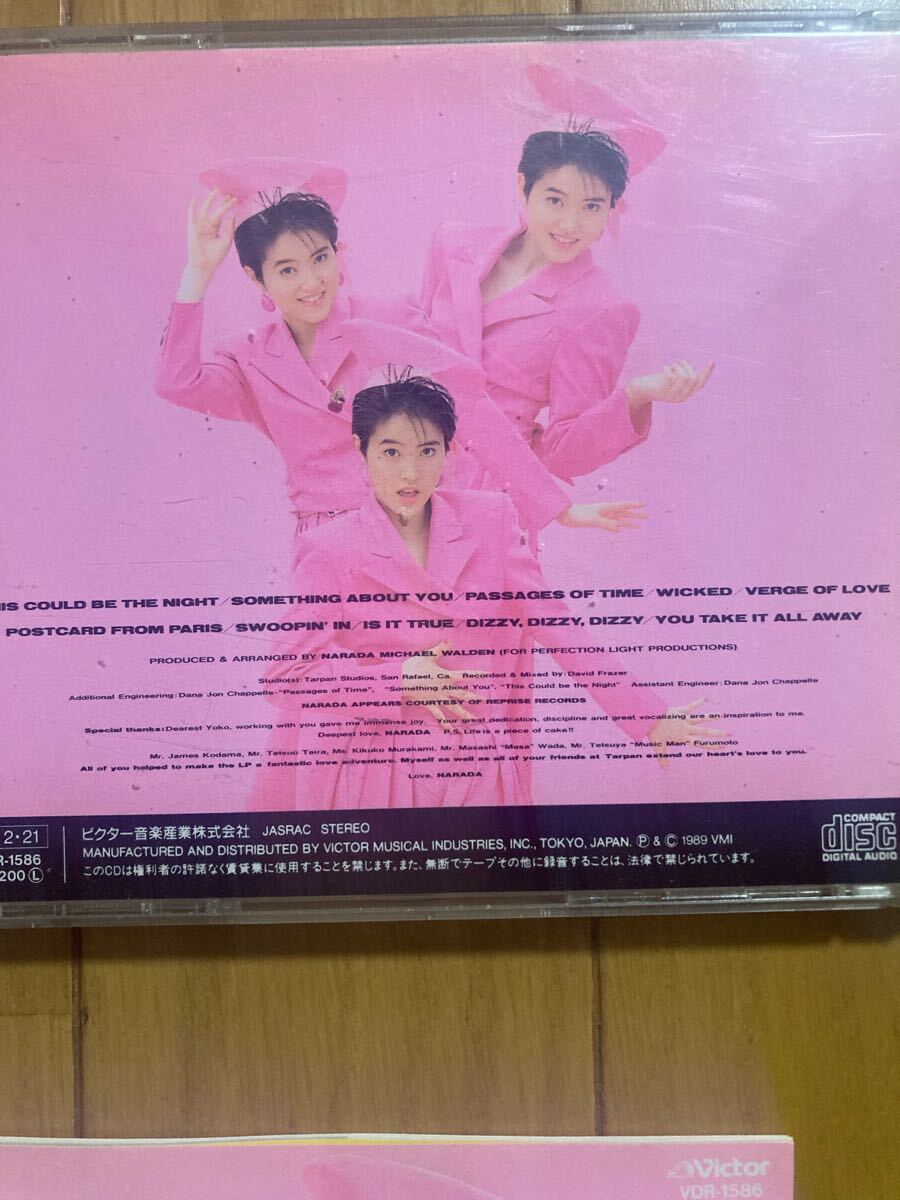 IS COULD BE THE NIGHT/SOMETHING ABOUT YOU/PASSAGES OF TIME/WICKED/VERGE OF LOVE
POSTCARD FROM PARIS/SWOOPIN' IN/IS IT TRUE/DIZZY, DIZZY, DIZZY/YOU TAKE IT ALL AWAY
PRODUCED & ARRANGED BY NARADA MICHAEL WALDEN (FOR PERFECTION LIGHT PRODUCTIONS)
Studio(s): Tarpan Studios, San Rafael, Ca. Recorded & Mixed by: David Frazer
Additional Engineering: Dana Jon Chappelle-"Passages of Time", "Something About You", "This Could be the Night" Assistant Engineer: Dana Jon Chappelle
NARADA APPEARS COURTESY OF REPRISE RECORDS
Special thanks: Dearest Yoko, working with you gave me immense joy. Your great dedication, discipline and great vocalizing are an inspiration to me.
Deepest love, NARADA P.S. Life is a piece of cake!!
Mr. James Kodama, Mr. Tetsuo Taira, Ms. Kikuko Murakami, Mr. Masashi "Masa" Wada, Mr. Tetsuya "Music Man" Furumoto
All of you helped to make the LP a fantastic love adventure. Myself as well as all of your friends at Tarpan extend our heart's love to you.
Love, NARADA
2・21
R-1586
200 Ⓛ
ビクター音楽産業株式会社 JASRAC STEREO
MANUFACTURED AND DISTRIBUTED BY VICTOR MUSICAL INDUSTRIES, INC., TOKYO, JAPAN. Ⓟ & Ⓒ 1989 VMI
このCDは権利者の許諾なく賃貸業に使用することを禁じます。また、無断でテープその他に録音することは、法律で禁じられています。
COMPACT
disc
DIGITAL AUDIO
Victor
VDR-1586